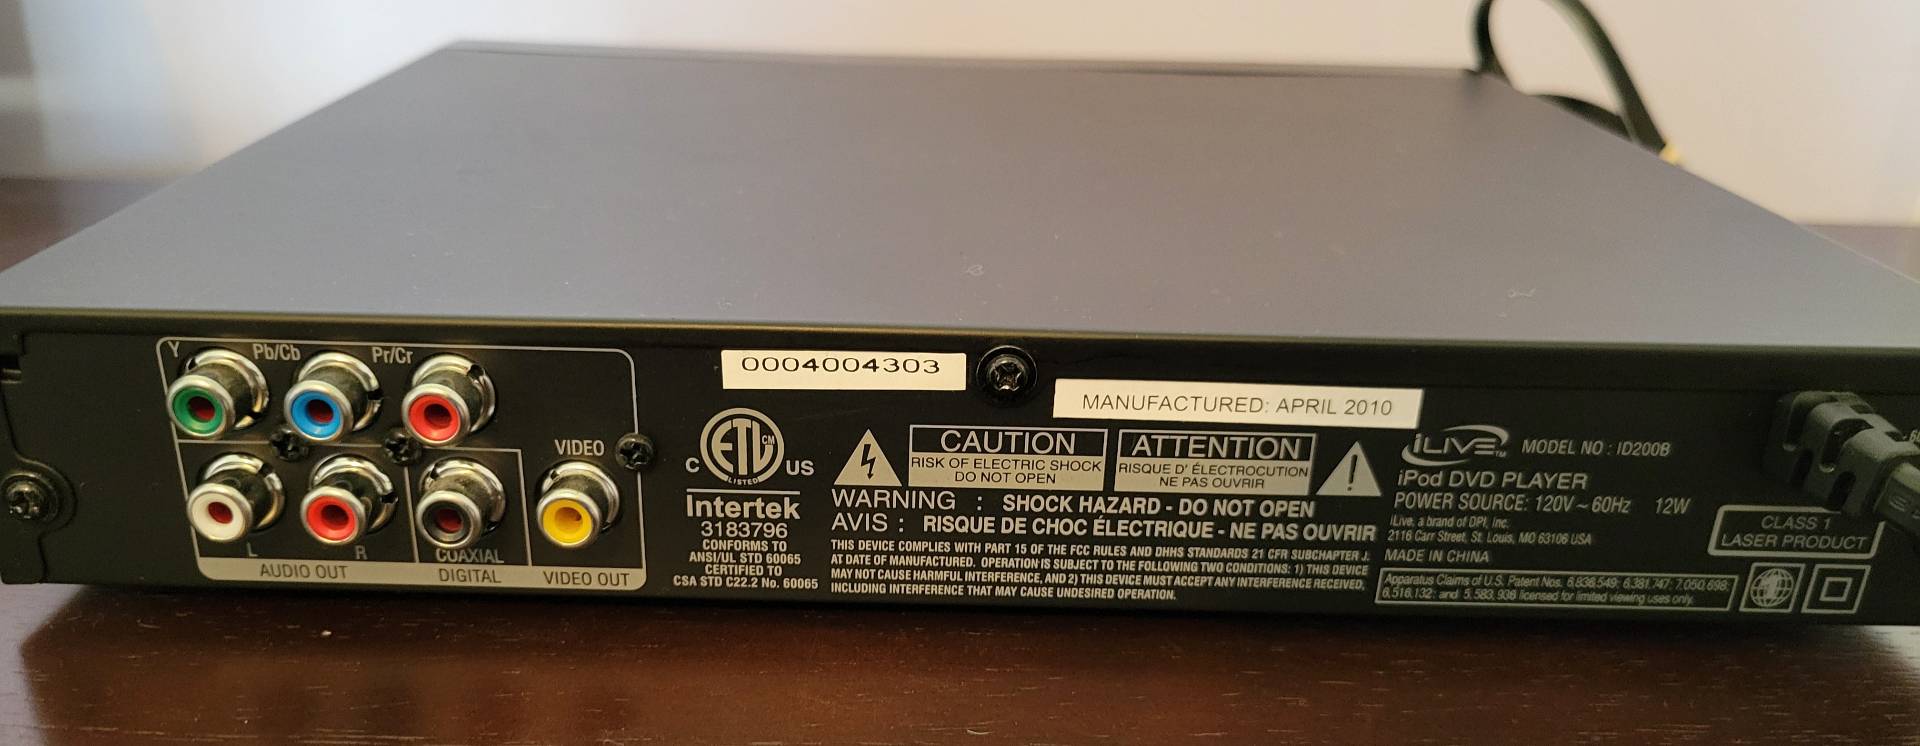 Y
Pb/Cb
Pr/Cr
VIDEO
L
R
COAXIAL
AUDIO OUT
DIGITAL
VIDEO OUT
0004004303
MANUFACTURED: APRIL 2010
ETL CM
LISTED
C
US
Intertek
3183796
CONFORMS TO
ANSI/UL STD 60065
CERTIFIED TO
CSA STD C22.2 No. 60065
CAUTION
RISK OF ELECTRIC SHOCK
DO NOT OPEN
ATTENTION
RISQUE D' ÉLECTROCUTION
NE PAS OUVRIR
WARNING : SHOCK HAZARD - DO NOT OPEN
AVIS : RISQUE DE CHOC ÉLECTRIQUE - NE PAS OUVRIR
THIS DEVICE COMPLIES WITH PART 15 OF THE FCC RULES AND DHHS STANDARDS 21 CFR SUBCHAPTER J.
AT DATE OF MANUFACTURED. OPERATION IS SUBJECT TO THE FOLLOWING TWO CONDITIONS: 1) THIS DEVICE
MAY NOT CAUSE HARMFUL INTERFERENCE, AND 2) THIS DEVICE MUST ACCEPT ANY INTERFERENCE RECEIVED,
INCLUDING INTERFERENCE THAT MAY CAUSE UNDESIRED OPERATION.
iLIVE TM MODEL NO : ID200B
iPod DVD PLAYER
POWER SOURCE: 120V ~ 60Hz 12W
iLive, a brand of DPI, Inc.
2116 Carr Street, St. Louis, MO 63106 USA
MADE IN CHINA
CLASS 1
LASER PRODUCT
Apparatus Claims of U.S. Patent Nos. 6,836,549; 6,381,747; 7,050,698;
6,516,132; and 5,583,936 licensed for limited viewing uses only.